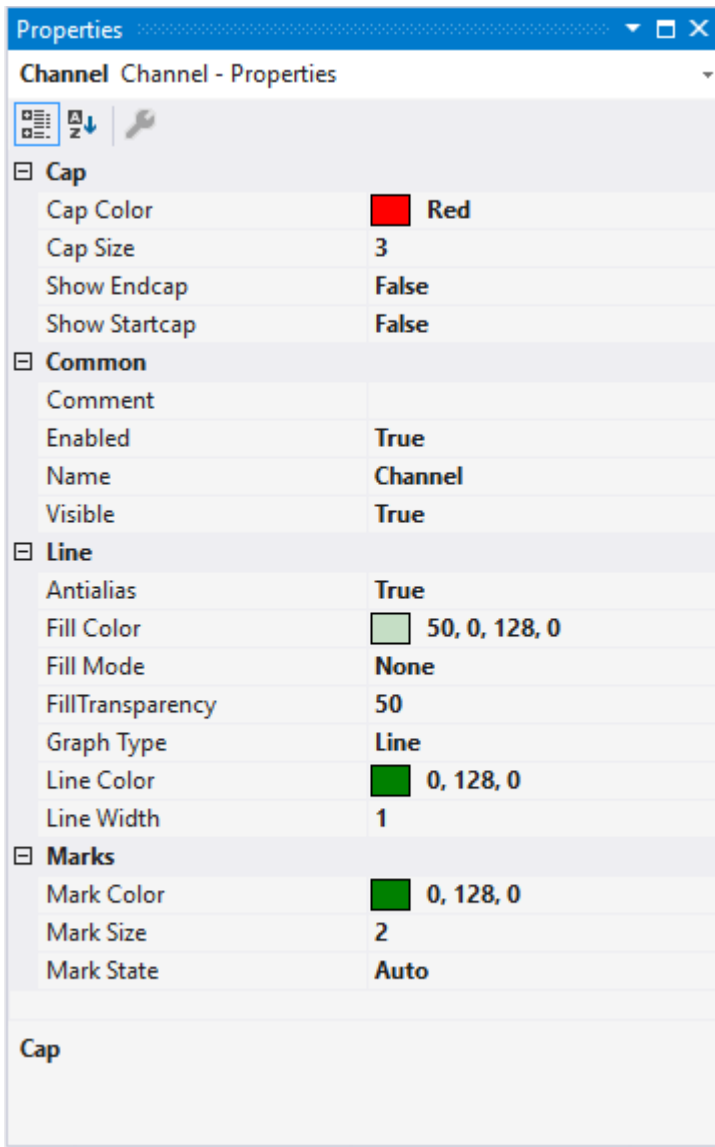 Properties
Channel Channel - Properties
Cap
Cap Color Red
Cap Size 3
Show Endcap False
Show Startcap False
Common
Comment
Enabled True
Name Channel
Visible True
Line
Antialias True
Fill Color 50, 0, 128, 0
Fill Mode None
FillTransparency 50
Graph Type Line
Line Color 0, 128, 0
Line Width 1
Marks
Mark Color 0, 128, 0
Mark Size 2
Mark State Auto
Cap